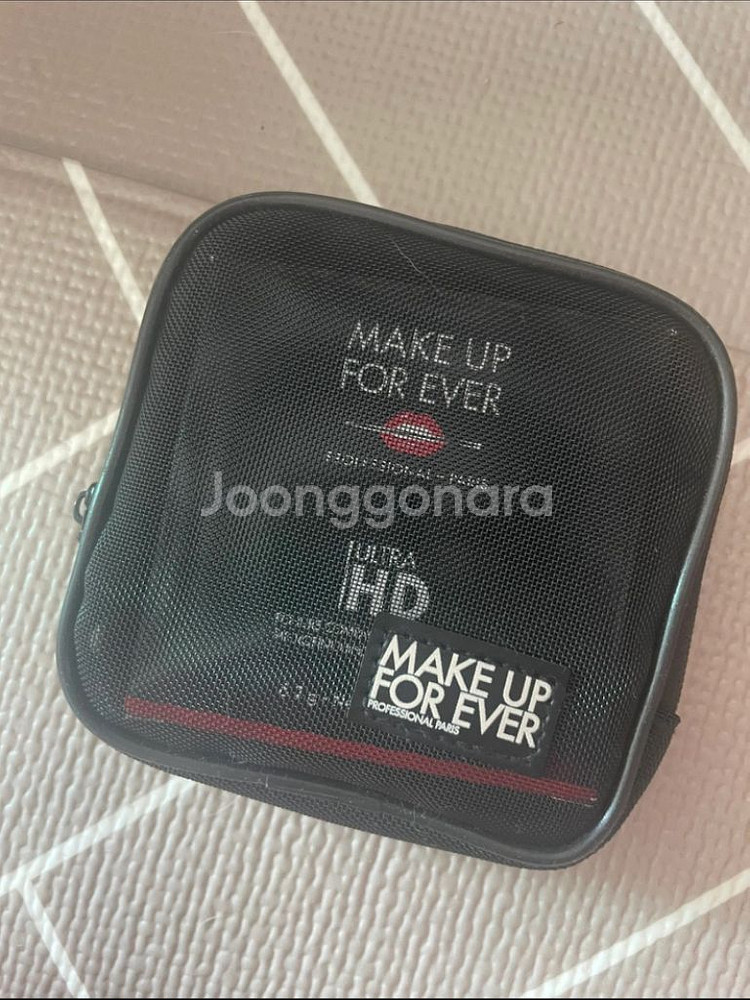 MAKE UP
FOR EVER
PROFESSIONAL - PARIS
Joonggonara
ULTRA
HD
MAKE UP
FOR EVER
PROFESSIONAL PARIS